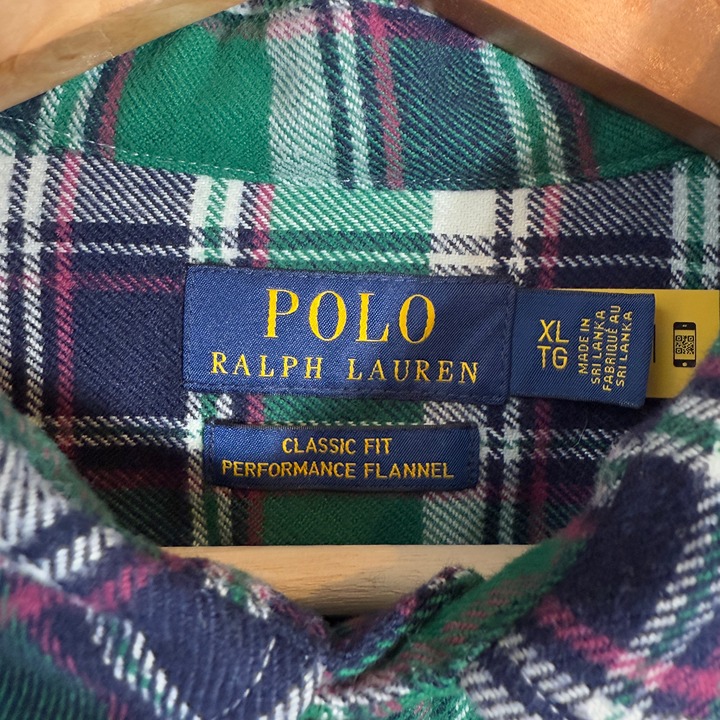 POLO
RALPH LAUREN
XL
TG
MADE IN
SRI LANKA
FABRIQUÉ AU
SRI LANKA
CLASSIC FIT
PERFORMANCE FLANNEL